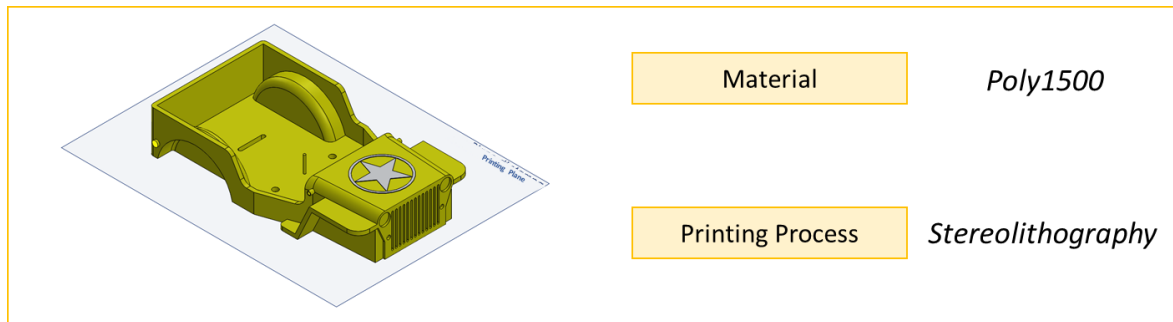 Material
Poly1500
Printing Plane
Printing Process
Stereolithography